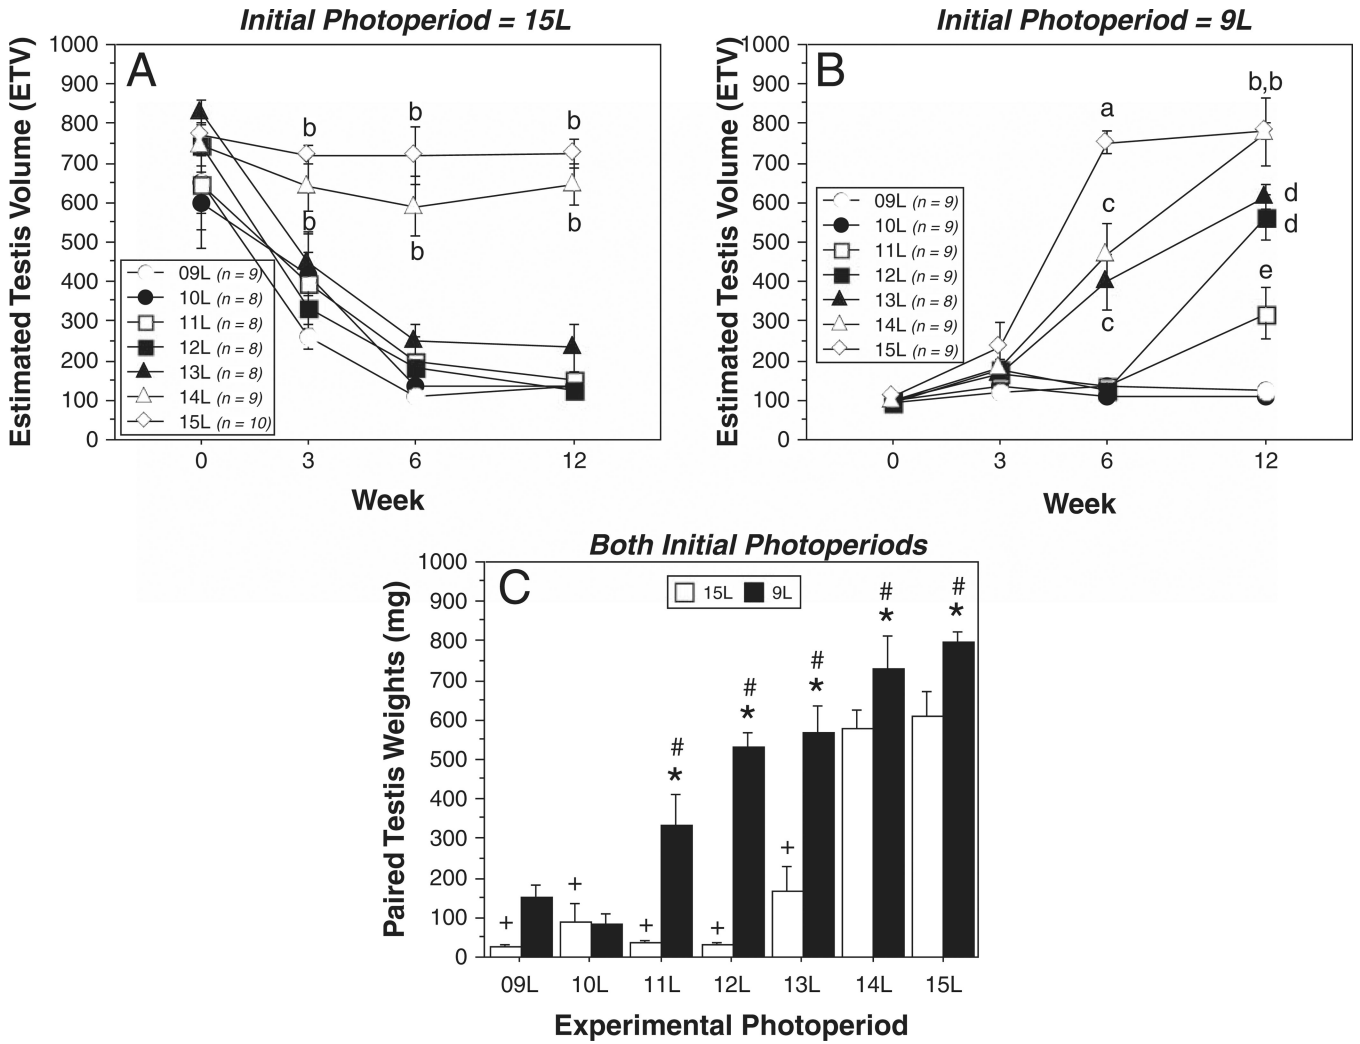 Initial Photoperiod = 15L
Estimated Testis Volume (ETV)
1000
900
800
700
600
500
400
300
200
100
0
A
b
b
b
b
b
b
09L (n = 9)
10L (n = 8)
11L (n = 8)
12L (n = 8)
13L (n = 8)
14L (n = 9)
15L (n = 10)
0 3 6 12
Week
Initial Photoperiod = 9L
Estimated Testis Volume (ETV)
1000
900
800
700
600
500
400
300
200
100
0
B
b,b
a
c
d
d
e
c
09L (n = 9)
10L (n = 9)
11L (n = 9)
12L (n = 9)
13L (n = 8)
14L (n = 9)
15L (n = 9)
0 3 6 12
Week
Both Initial Photoperiods
Paired Testis Weights (mg)
1000
900
800
700
600
500
400
300
200
100
0
C
15L 9L
+
+
+
#
*
+
#
*
+
#
*
#
*
#
*
09L 10L 11L 12L 13L 14L 15L
Experimental Photoperiod